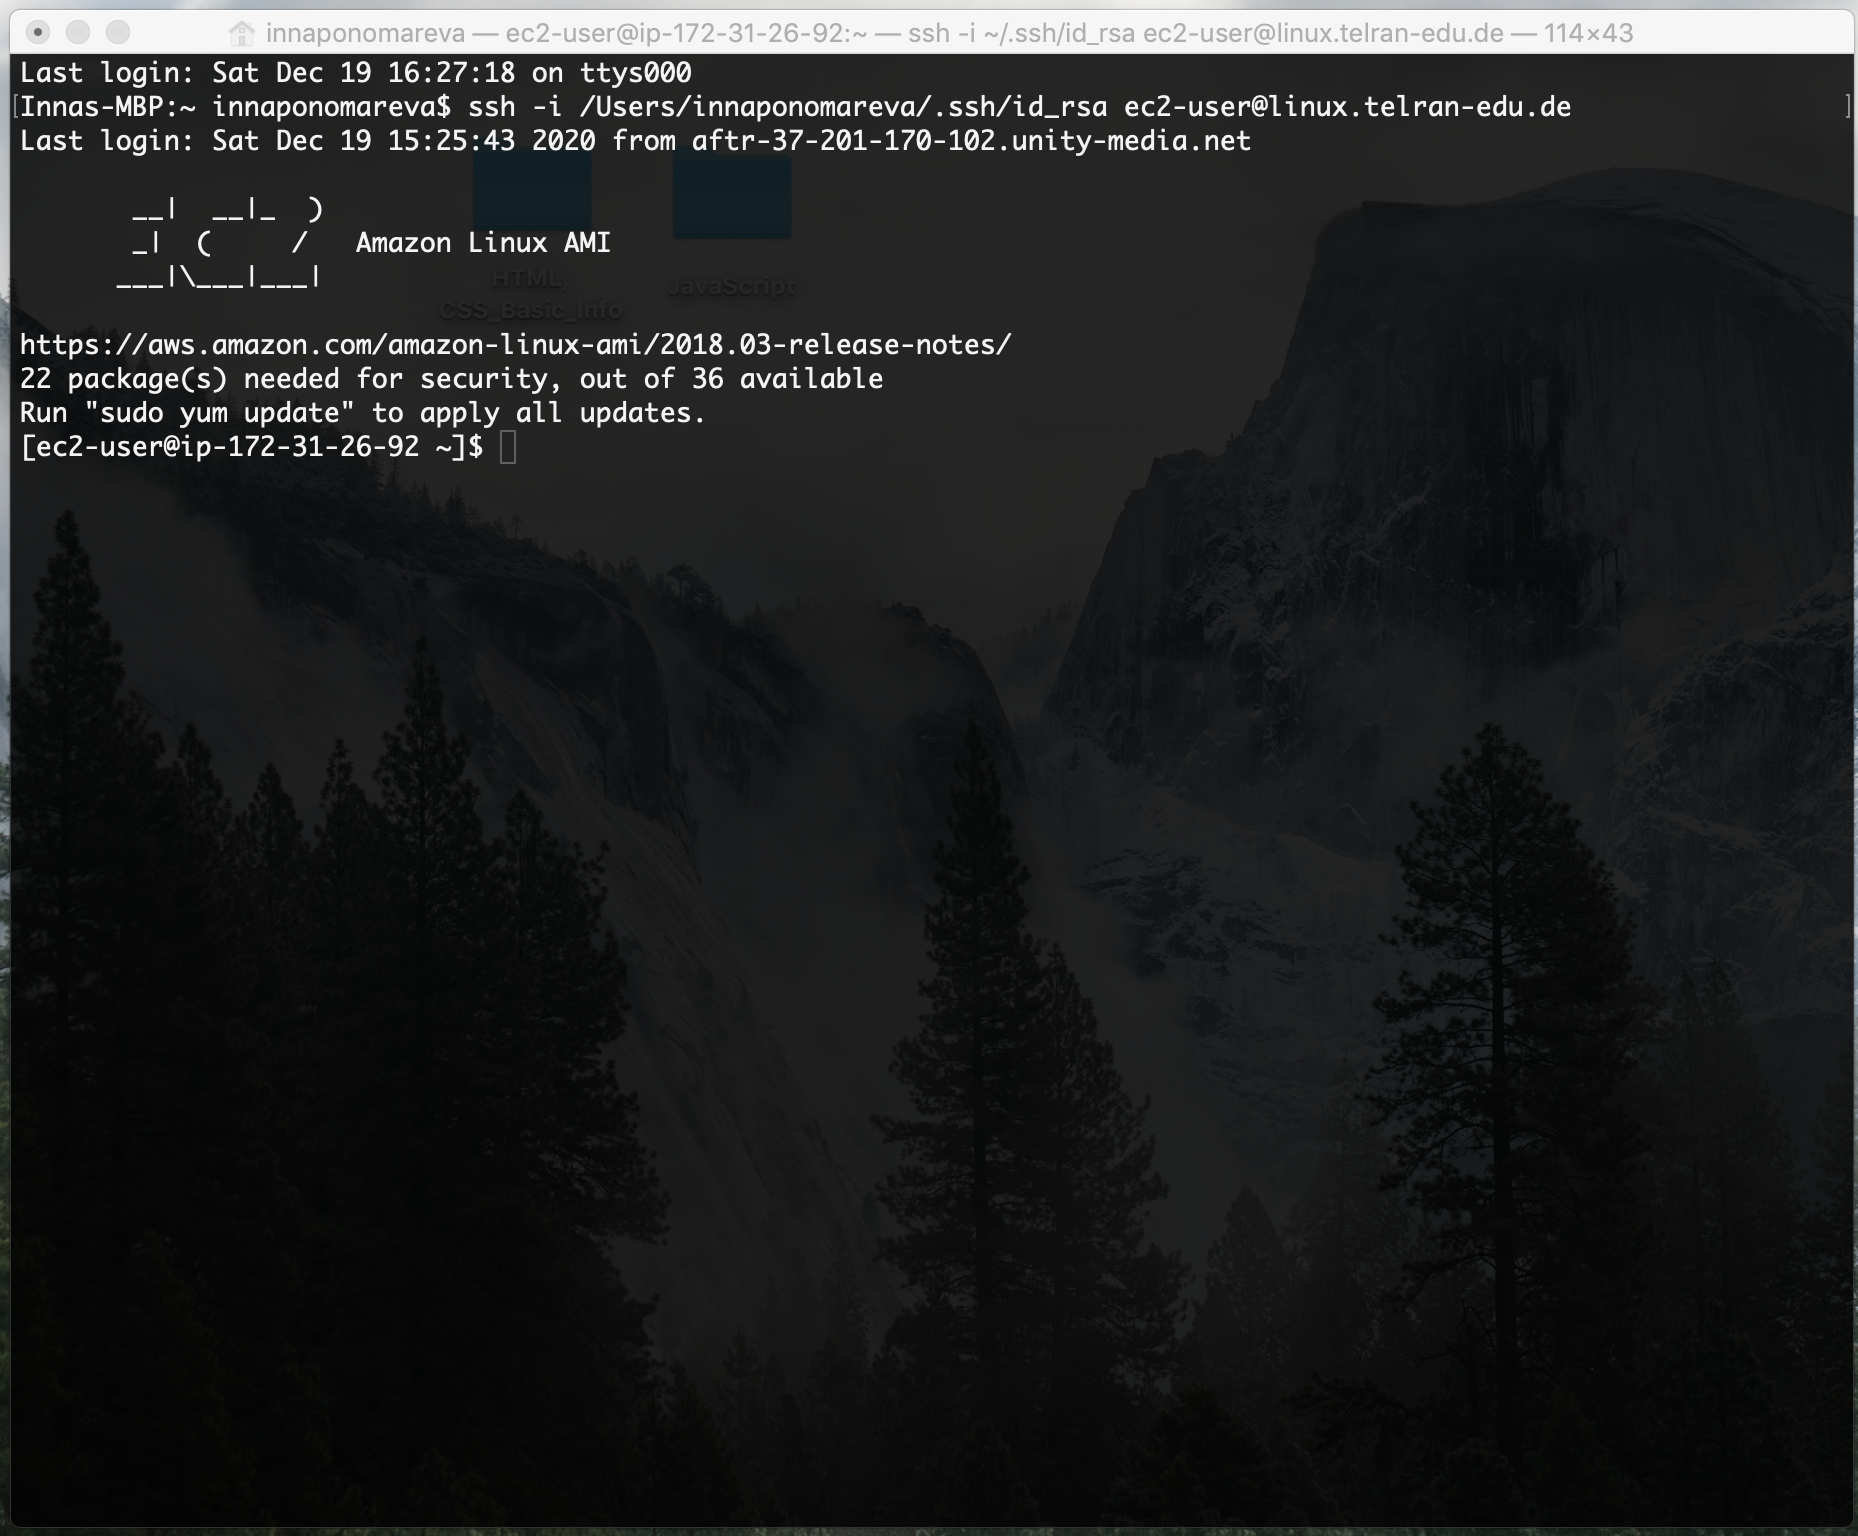 innaponomareva — ec2-user@ip-172-31-26-92:~ — ssh -i ~/.ssh/id_rsa ec2-user@linux.telran-edu.de — 114×43
Last login: Sat Dec 19 16:27:18 on ttys000
[Innas-MBP:~ innaponomareva$ ssh -i /Users/innaponomareva/.ssh/id_rsa ec2-user@linux.telran-edu.de ]
Last login: Sat Dec 19 15:25:43 2020 from aftr-37-201-170-102.unity-media.net
       __|  __|_  )
       _|  (     /   Amazon Linux AMI
      ___|\___|___|
HTML,
CSS_Basic_Info
JavaScript
https://aws.amazon.com/amazon-linux-ami/2018.03-release-notes/
22 package(s) needed for security, out of 36 available
Run "sudo yum update" to apply all updates.
[ec2-user@ip-172-31-26-92 ~]$